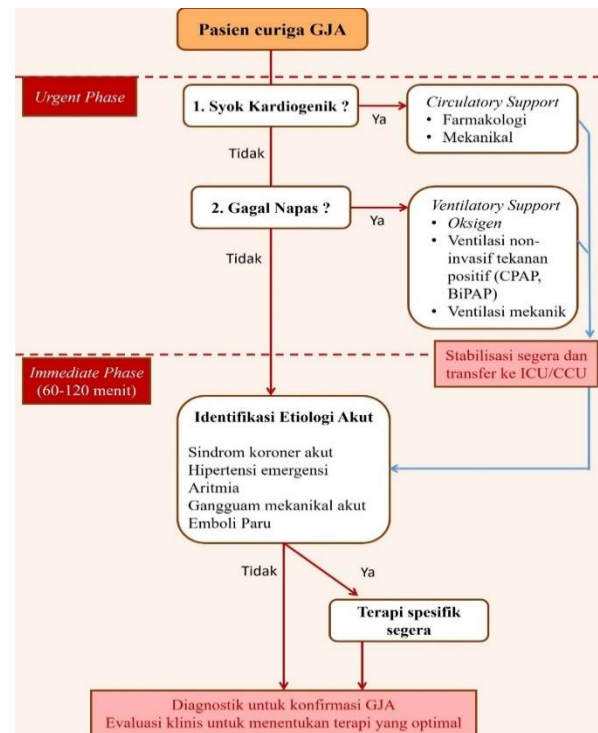 Pasien curiga GJA
Urgent Phase
1. Syok Kardiogenik ?
Ya
Circulatory Support
• Farmakologi
• Mekanikal
Tidak
2. Gagal Napas ?
Ya
Ventilatory Support
• Oksigen
• Ventilasi non-
invasif tekanan
positif (CPAP,
BiPAP)
• Ventilasi mekanik
Tidak
Stabilisasi segera dan
transfer ke ICU/CCU
Immediate Phase
(60-120 menit)
Identifikasi Etiologi Akut
Sindrom koroner akut
Hipertensi emergensi
Aritmia
Gangguam mekanikal akut
Emboli Paru
Tidak
Ya
Terapi spesifik
segera
Diagnostik untuk konfirmasi GJA
Evaluasi klinis untuk menentukan terapi yang optimal